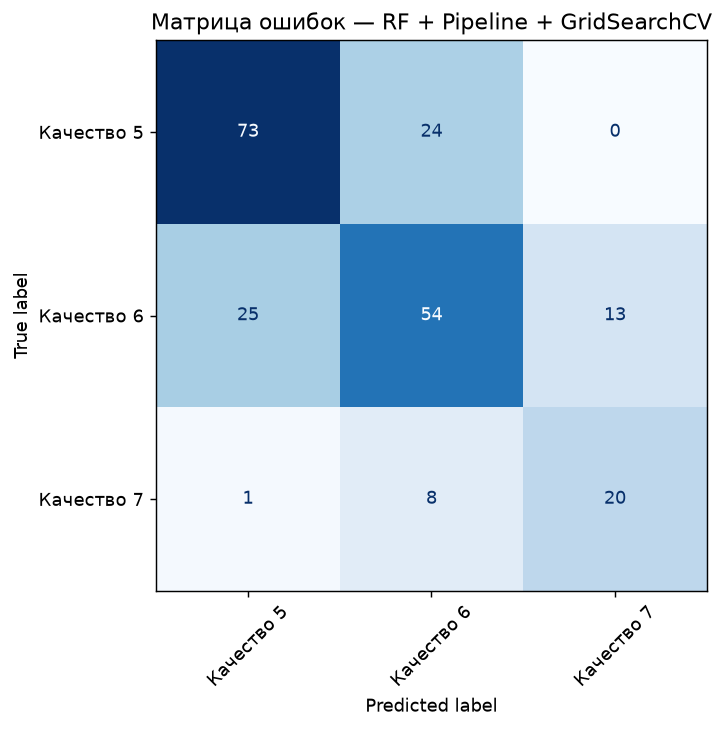 Матрица ошибок — RF + Pipeline + GridSearchCV
True label
Качество 5
73
24
0
Качество 6
25
54
13
Качество 7
1
8
20
Качество 5
Качество 6
Качество 7
Predicted label